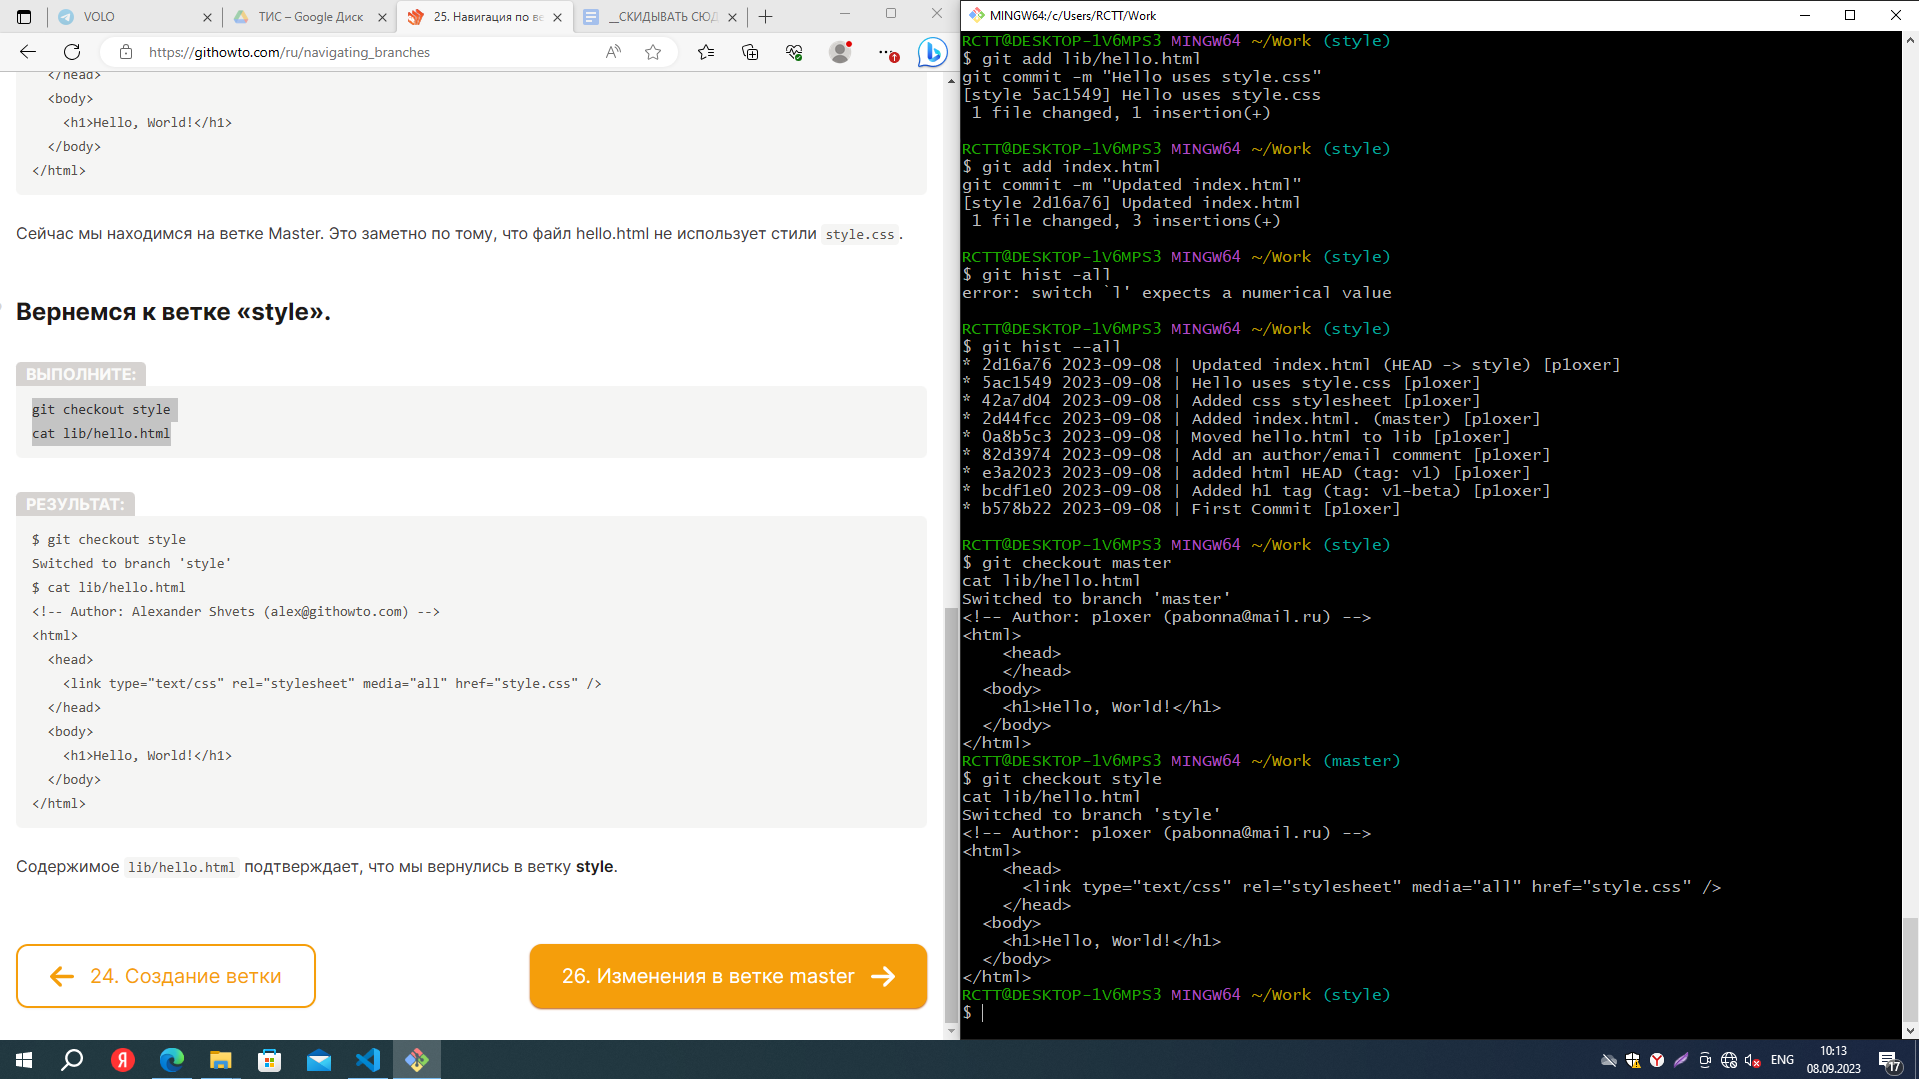 VOLO
ТИС – Google Диск
25. Навигация по ве
__СКИДЫВАТЬ СЮД
https://githowto.com/ru/navigating_branches
</head>
<body>
<h1>Hello, World!</h1>
</body>
</html>
Сейчас мы находимся на ветке Master. Это заметно по тому, что файл hello.html не использует стили style.css.
Вернемся к ветке «style».
ВЫПОЛНИТЕ:
git checkout style
cat lib/hello.html
РЕЗУЛЬТАТ:
$ git checkout style
Switched to branch 'style'
$ cat lib/hello.html
<!-- Author: Alexander Shvets (alex@githowto.com) -->
<html>
<head>
<link type="text/css" rel="stylesheet" media="all" href="style.css" />
</head>
<body>
<h1>Hello, World!</h1>
</body>
</html>
Содержимое lib/hello.html подтверждает, что мы вернулись в ветку style.
24. Создание ветки
26. Изменения в ветке master
MINGW64:/c/Users/RCTT/Work
RCTT@DESKTOP-1V6MPS3 MINGW64 ~/Work (style)
$ git add lib/hello.html
git commit -m "Hello uses style.css"
[style 5ac1549] Hello uses style.css
1 file changed, 1 insertion(+)
RCTT@DESKTOP-1V6MPS3 MINGW64 ~/Work (style)
$ git add index.html
git commit -m "Updated index.html"
[style 2d16a76] Updated index.html
1 file changed, 3 insertions(+)
RCTT@DESKTOP-1V6MPS3 MINGW64 ~/Work (style)
$ git hist -all
error: switch `l' expects a numerical value
RCTT@DESKTOP-1V6MPS3 MINGW64 ~/Work (style)
$ git hist --all
* 2d16a76 2023-09-08 | Updated index.html (HEAD -> style) [p1oxer]
* 5ac1549 2023-09-08 | Hello uses style.css [p1oxer]
* 42a7d04 2023-09-08 | Added css stylesheet [p1oxer]
* 2d44fcc 2023-09-08 | Added index.html. (master) [p1oxer]
* 0a8b5c3 2023-09-08 | Moved hello.html to lib [p1oxer]
* 82d3974 2023-09-08 | Add an author/email comment [p1oxer]
* e3a2023 2023-09-08 | added html HEAD (tag: v1) [p1oxer]
* bcdf1e0 2023-09-08 | Added h1 tag (tag: v1-beta) [p1oxer]
* b578b22 2023-09-08 | First Commit [p1oxer]
RCTT@DESKTOP-1V6MPS3 MINGW64 ~/Work (style)
$ git checkout master
cat lib/hello.html
Switched to branch 'master'
<!-- Author: p1oxer (pabonna@mail.ru) -->
<html>
<head>
</head>
<body>
<h1>Hello, World!</h1>
</body>
</html>
RCTT@DESKTOP-1V6MPS3 MINGW64 ~/Work (master)
$ git checkout style
cat lib/hello.html
Switched to branch 'style'
<!-- Author: p1oxer (pabonna@mail.ru) -->
<html>
<head>
<link type="text/css" rel="stylesheet" media="all" href="style.css" />
</head>
<body>
<h1>Hello, World!</h1>
</body>
</html>
RCTT@DESKTOP-1V6MPS3 MINGW64 ~/Work (style)
$
ENG
10:13
08.09.2023
17